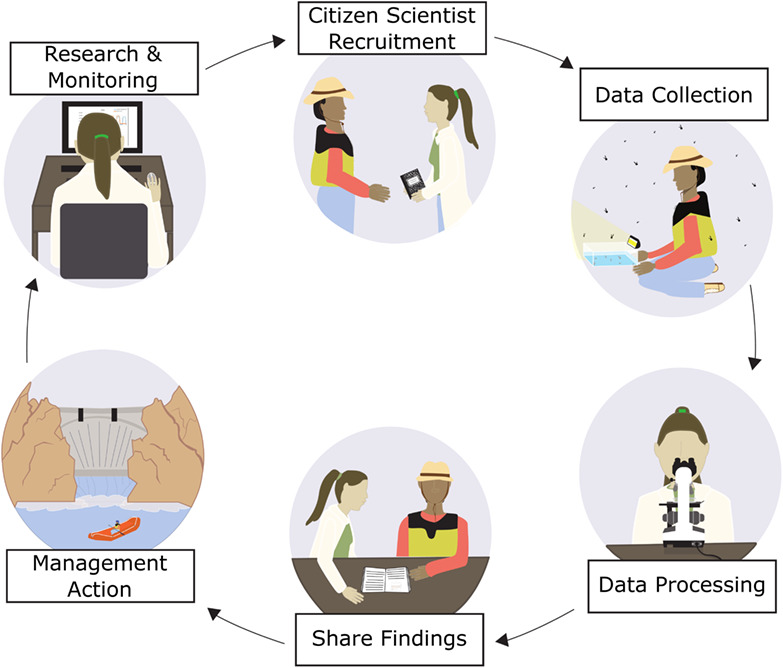 Citizen Scientist
Recruitment
Research &
Monitoring
Data Collection
Data Processing
Share Findings
Management
Action